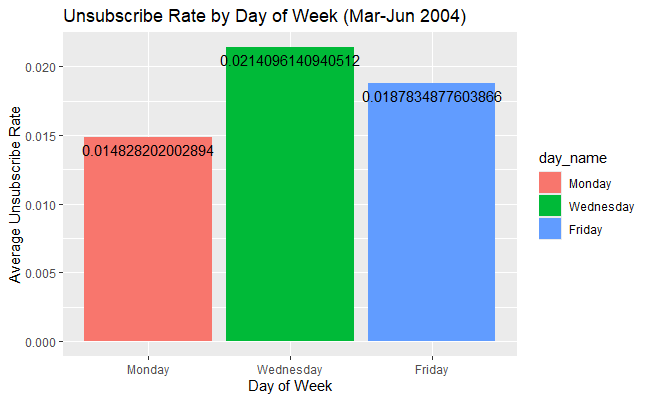 Unsubscribe Rate by Day of Week (Mar-Jun 2004)
Average Unsubscribe Rate
0.020
0.015
0.010
0.005
0.000
0.014828202002894
0.0214096140940512
0.0187834877603866
Monday
Wednesday
Friday
Day of Week
day_name
Monday
Wednesday
Friday